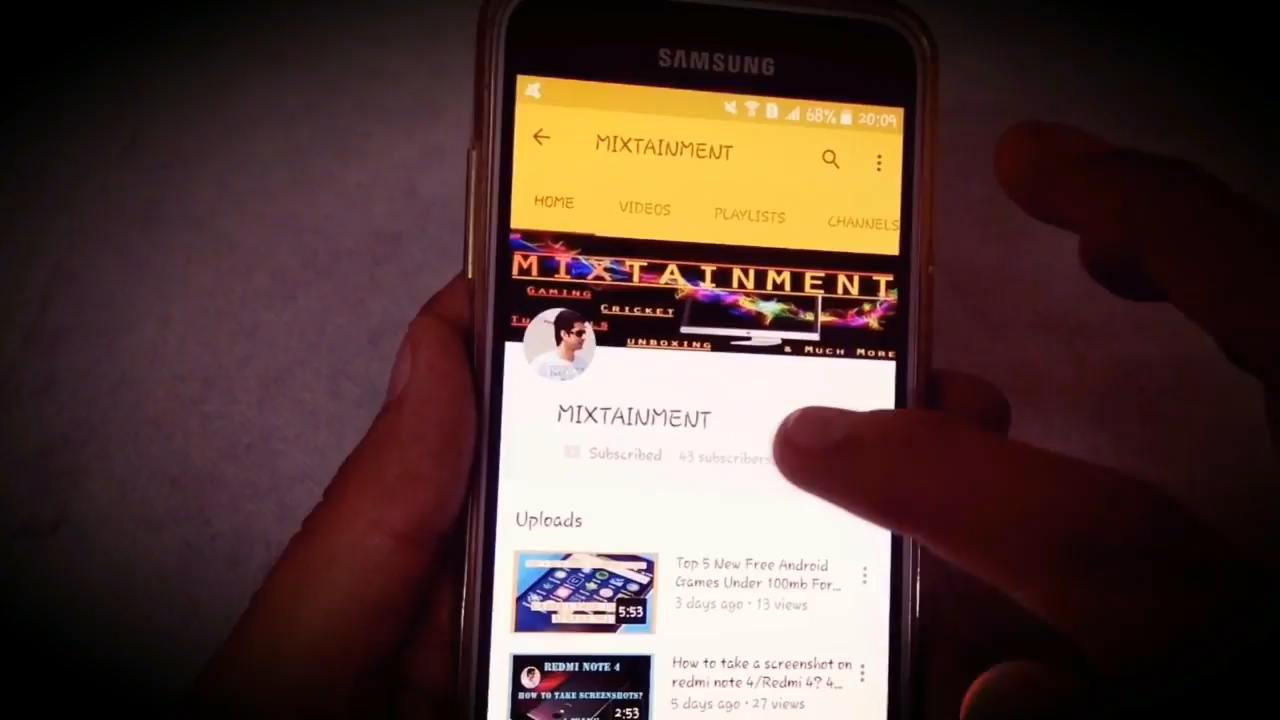 SAMSUNG
68% 20:09
MIXTAINMENT
HOME VIDEOS PLAYLISTS CHANNELS
MIXTAINMENT
GAMING
CRICKET
UNBOXING
& MUCH MORE
MIXTAINMENT
Subscribed 43 subscribers
Uploads
Top 5 New Free Android
Games Under 100mb For...
3 days ago • 13 views
5:53
REDMI NOTE 4
HOW TO TAKE SCREENSHOTS?
2:53
How to take a screenshot on
redmi note 4/Redmi 4? 4...
5 days ago • 27 views